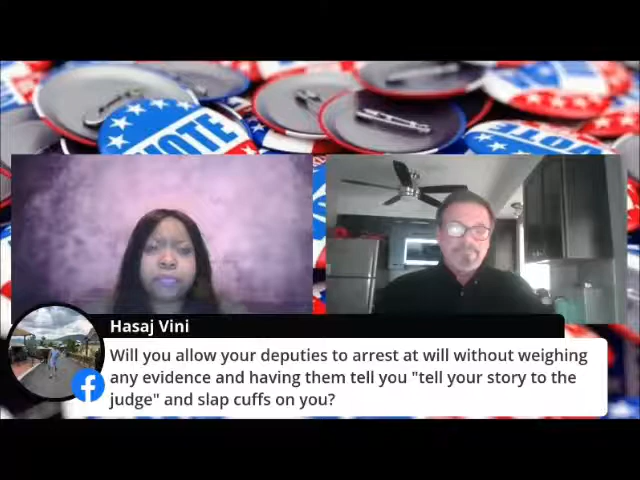 VOTE
Hasaj Vini
Will you allow your deputies to arrest at will without weighing
any evidence and having them tell you "tell your story to the
judge" and slap cuffs on you?